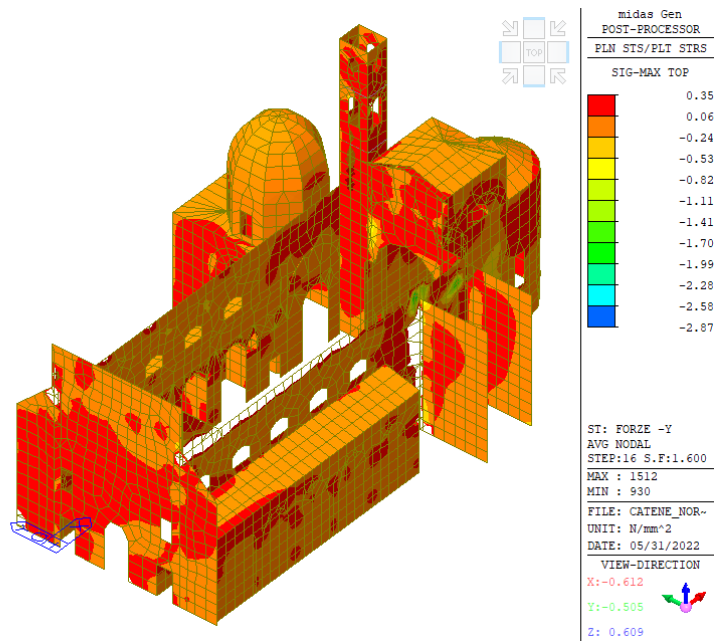 TOP
midas Gen
POST-PROCESSOR
PLN STS/PLT STRS
SIG-MAX TOP
0.35
0.06
-0.24
-0.53
-0.82
-1.11
-1.41
-1.70
-1.99
-2.28
-2.58
-2.87
ST: FORZE -Y
AVG NODAL
STEP:16 S.F:1.600
MAX : 1512
MIN : 930
FILE: CATENE_NOR~
UNIT: N/mm^2
DATE: 05/31/2022
VIEW-DIRECTION
X:-0.612
Y:-0.505
Z: 0.609